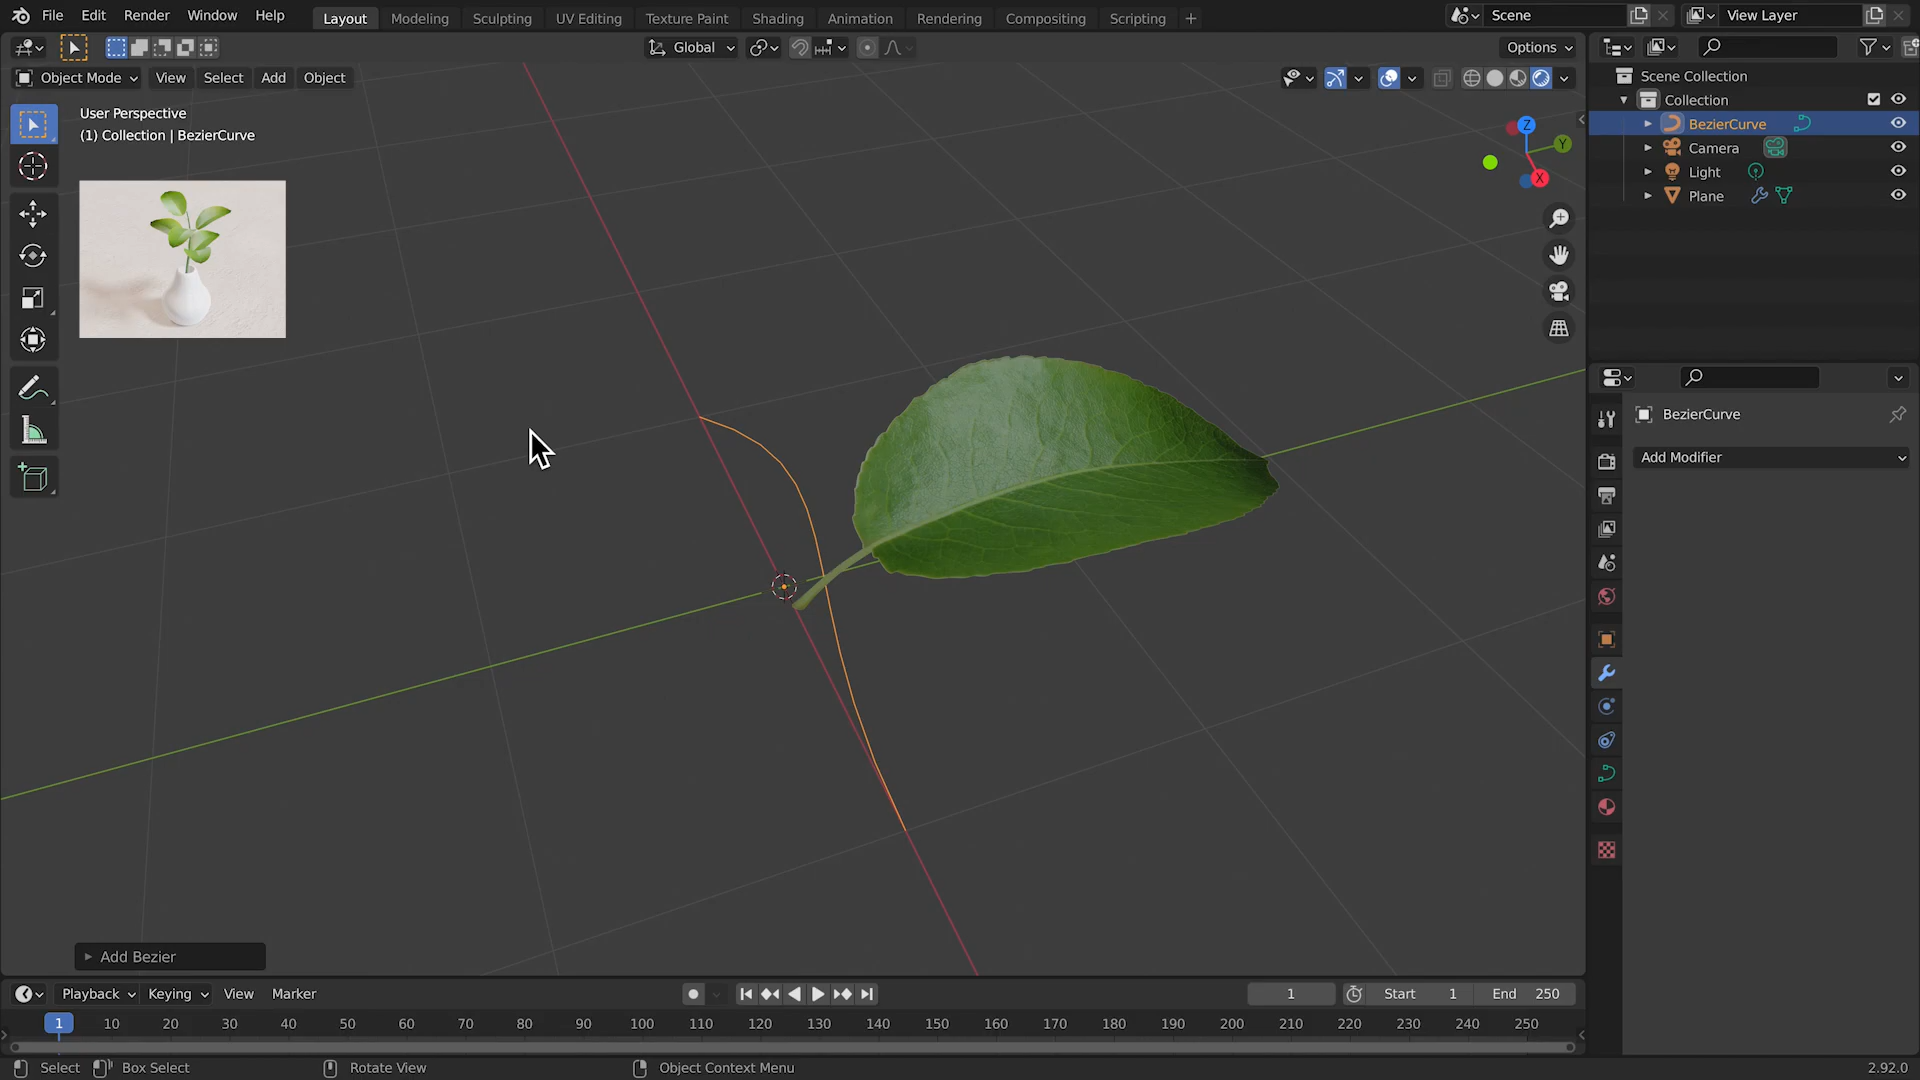 File Edit Render Window Help Layout Modeling Sculpting UV Editing Texture Paint Shading Animation Rendering Compositing Scripting + Scene View Layer
Global Options
Object Mode View Select Add Object
User Perspective
(1) Collection | BezierCurve
Z
Y
X
Scene Collection
Collection
BezierCurve
Camera
Light
Plane
BezierCurve
Add Modifier
Add Bezier
Playback Keying View Marker 1 Start 1 End 250
1 10 20 30 40 50 60 70 80 90 100 110 120 130 140 150 160 170 180 190 200 210 220 230 240 250
Select Box Select Rotate View Object Context Menu 2.92.0